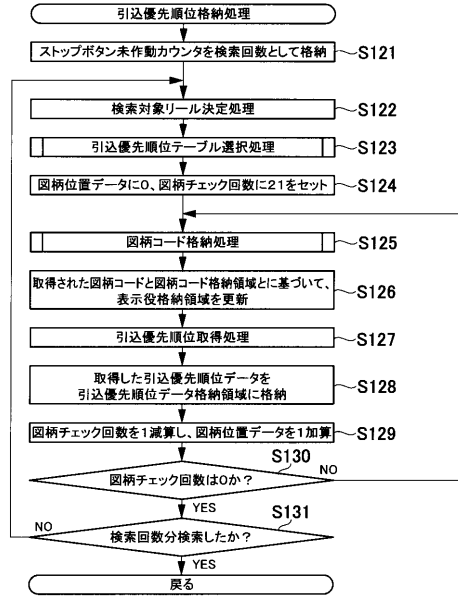 引込優先順位格納処理
ストップボタン未作動カウンタを検索回数として格納
S121
検索対象リール決定処理
S122
引込優先順位テーブル選択処理
S123
図柄位置データに0、図柄チェック回数に21をセット
S124
図柄コード格納処理
S125
取得された図柄コードと図柄コード格納領域とに基づいて、
表示役格納領域を更新
S126
引込優先順位取得処理
S127
取得した引込優先順位データを
引込優先順位データ格納領域に格納
S128
図柄チェック回数を1減算し、図柄位置データを1加算
S129
S130
図柄チェック回数は0か?
NO
YES
S131
NO
検索回数分検索したか?
YES
戻る